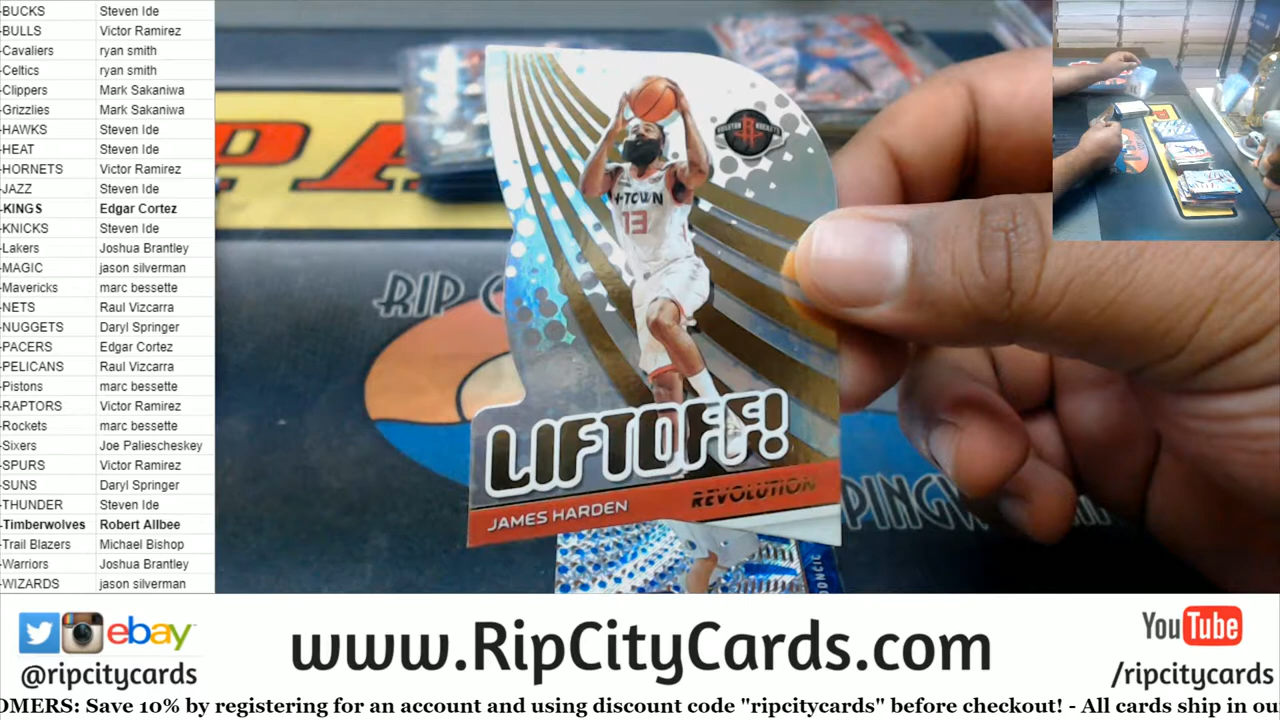 -BUCKS Steven Ide
-BULLS Victor Ramirez
-Cavaliers ryan smith
-Celtics ryan smith
-Clippers Mark Sakaniwa
-Grizzlies Mark Sakaniwa
-HAWKS Steven Ide
-HEAT Steven Ide
-HORNETS Victor Ramirez
-JAZZ Steven Ide
-KINGS Edgar Cortez
-KNICKS Steven Ide
-Lakers Joshua Brantley
-MAGIC jason silverman
-Mavericks marc bessette
-NETS Raul Vizcarra
-NUGGETS Daryl Springer
-PACERS Edgar Cortez
-PELICANS Raul Vizcarra
-Pistons marc bessette
-RAPTORS Victor Ramirez
-Rockets marc bessette
-Sixers Joe Paliescheskey
-SPURS Victor Ramirez
-SUNS Daryl Springer
-THUNDER Steven Ide
-Timberwolves Robert Allbee
-Trail Blazers Michael Bishop
-Warriors Joshua Brantley
-WIZARDS jason silverman
PA
RIP C
HOUSTON ROCKETS
H-TOWN
13
LIFTOFF!
REVOLUTION
JAMES HARDEN
DONCIC
ebay
@ripcitycards
www.RipCityCards.com
YouTube
/ripcitycards
OMERS: Save 10% by registering for an account and using discount code "ripcitycards" before checkout! - All cards ship in ou